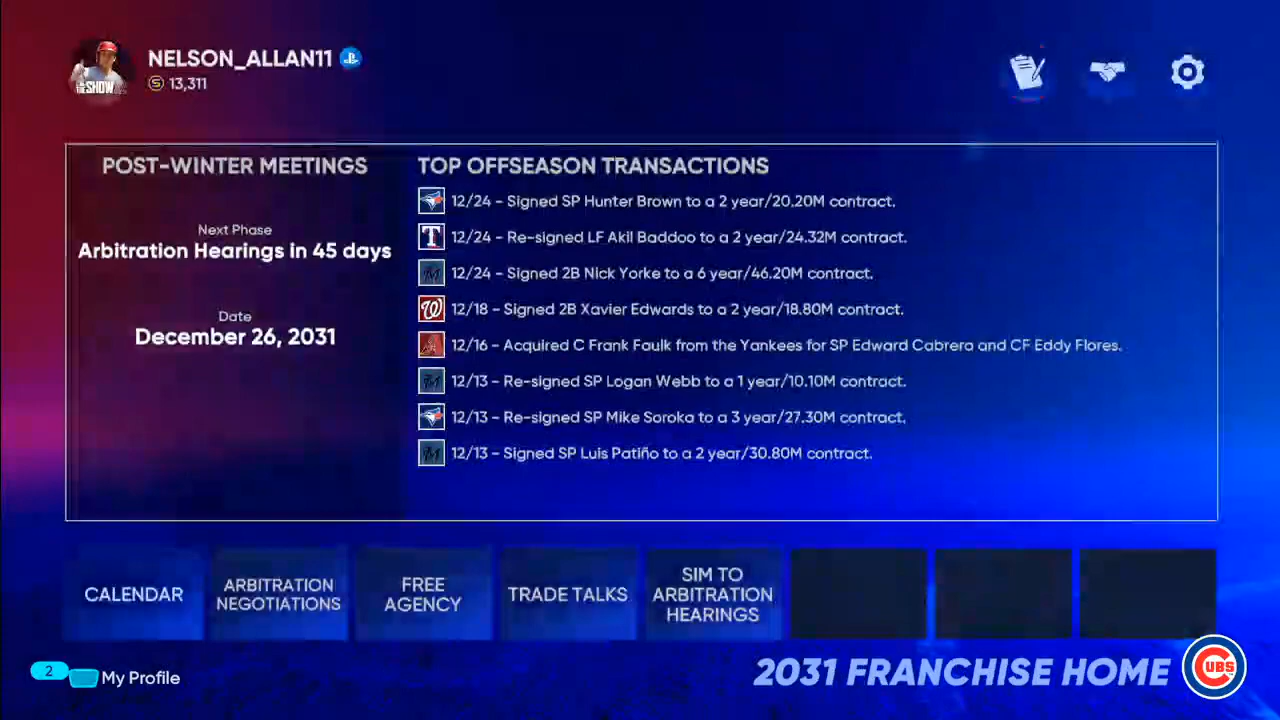 NELSON_ALLAN11
13,311
THE SHOW
POST-WINTER MEETINGS
Next Phase
Arbitration Hearings in 45 days
Date
December 26, 2031
TOP OFFSEASON TRANSACTIONS
12/24 - Signed SP Hunter Brown to a 2 year/20.20M contract.
12/24 - Re-signed LF Akil Baddoo to a 2 year/24.32M contract.
12/24 - Signed 2B Nick Yorke to a 6 year/46.20M contract.
12/18 - Signed 2B Xavier Edwards to a 2 year/18.80M contract.
12/16 - Acquired C Frank Faulk from the Yankees for SP Edward Cabrera and CF Eddy Flores.
12/13 - Re-signed SP Logan Webb to a 1 year/10.10M contract.
12/13 - Re-signed SP Mike Soroka to a 3 year/27.30M contract.
12/13 - Signed SP Luis Patiño to a 2 year/30.80M contract.
CALENDAR
ARBITRATION
NEGOTIATIONS
FREE
AGENCY
TRADE TALKS
SIM TO
ARBITRATION
HEARINGS
2
My Profile
2031 FRANCHISE HOME
CUBS